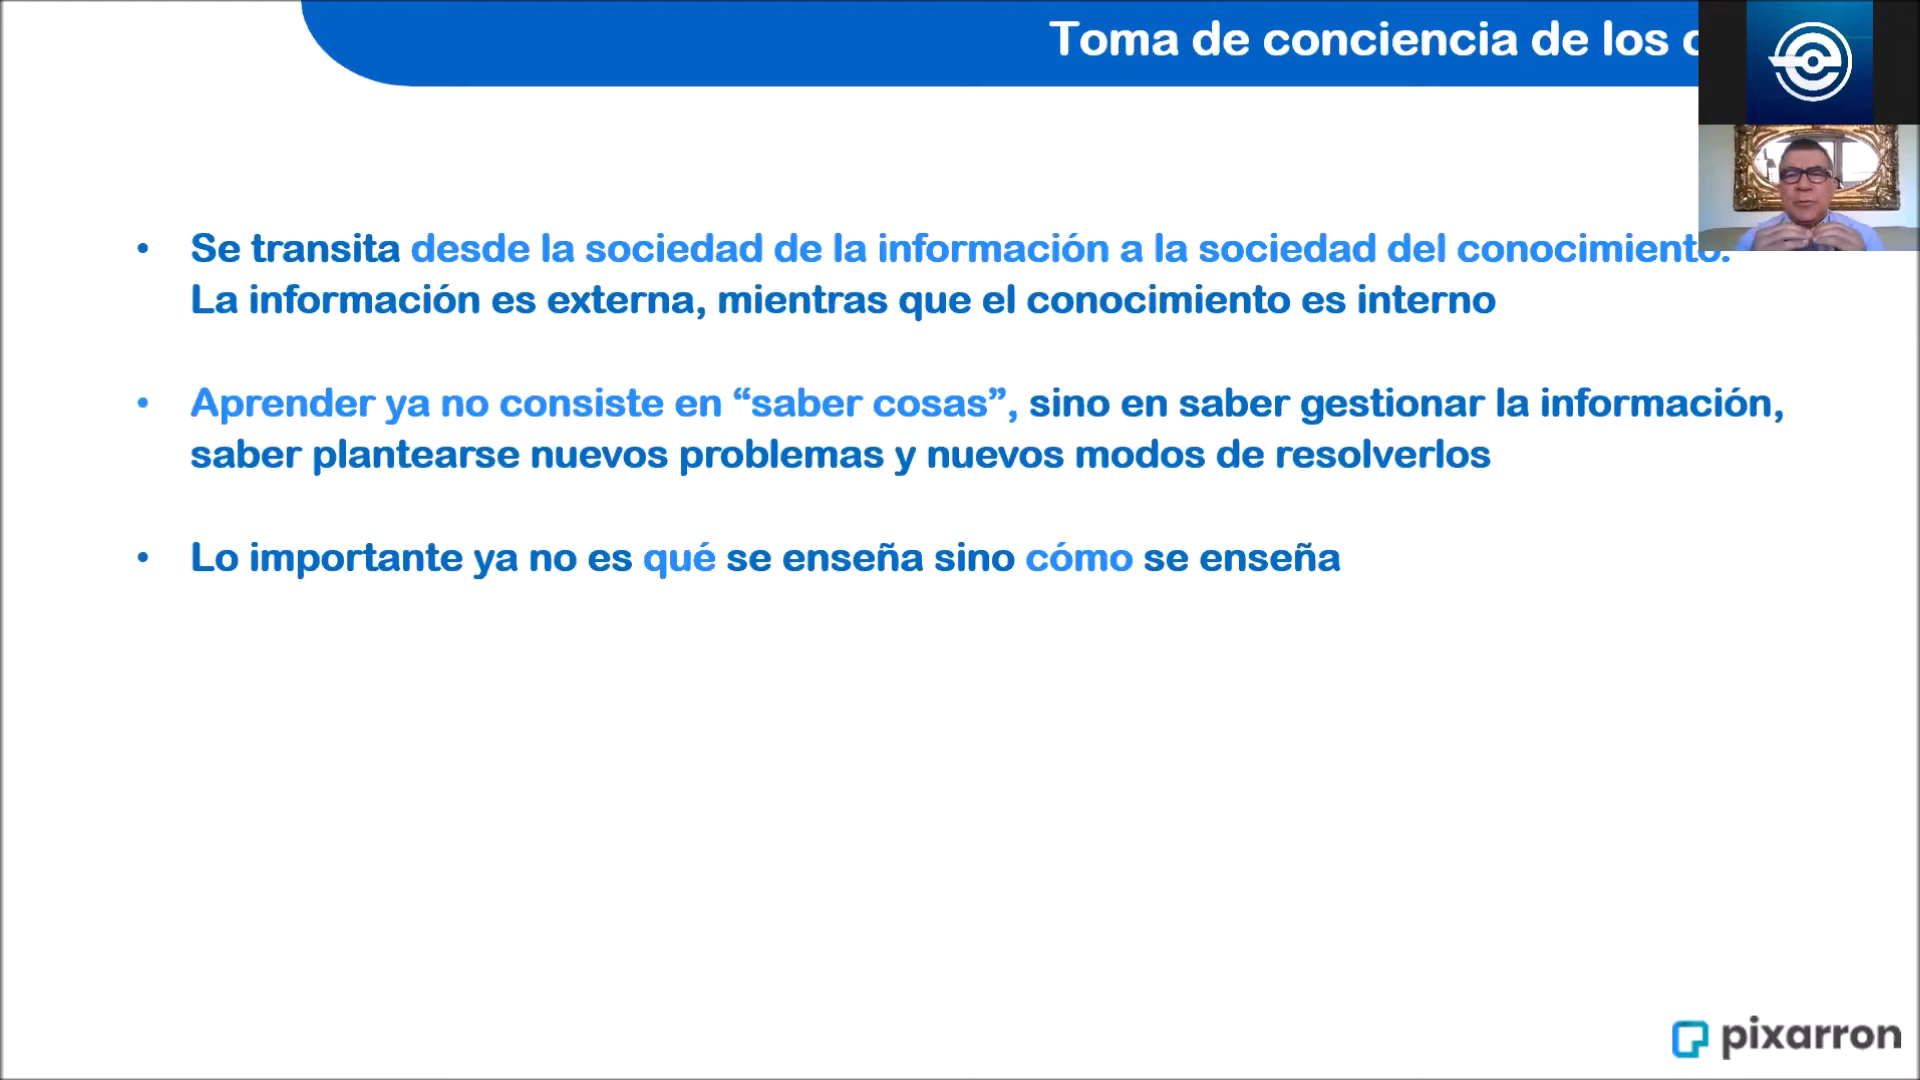 Toma de conciencia de los
• Se transita desde la sociedad de la información a la sociedad del conocimiento.
La información es externa, mientras que el conocimiento es interno
• Aprender ya no consiste en “saber cosas”, sino en saber gestionar la información,
saber plantearse nuevos problemas y nuevos modos de resolverlos
• Lo importante ya no es qué se enseña sino cómo se enseña
pixarron